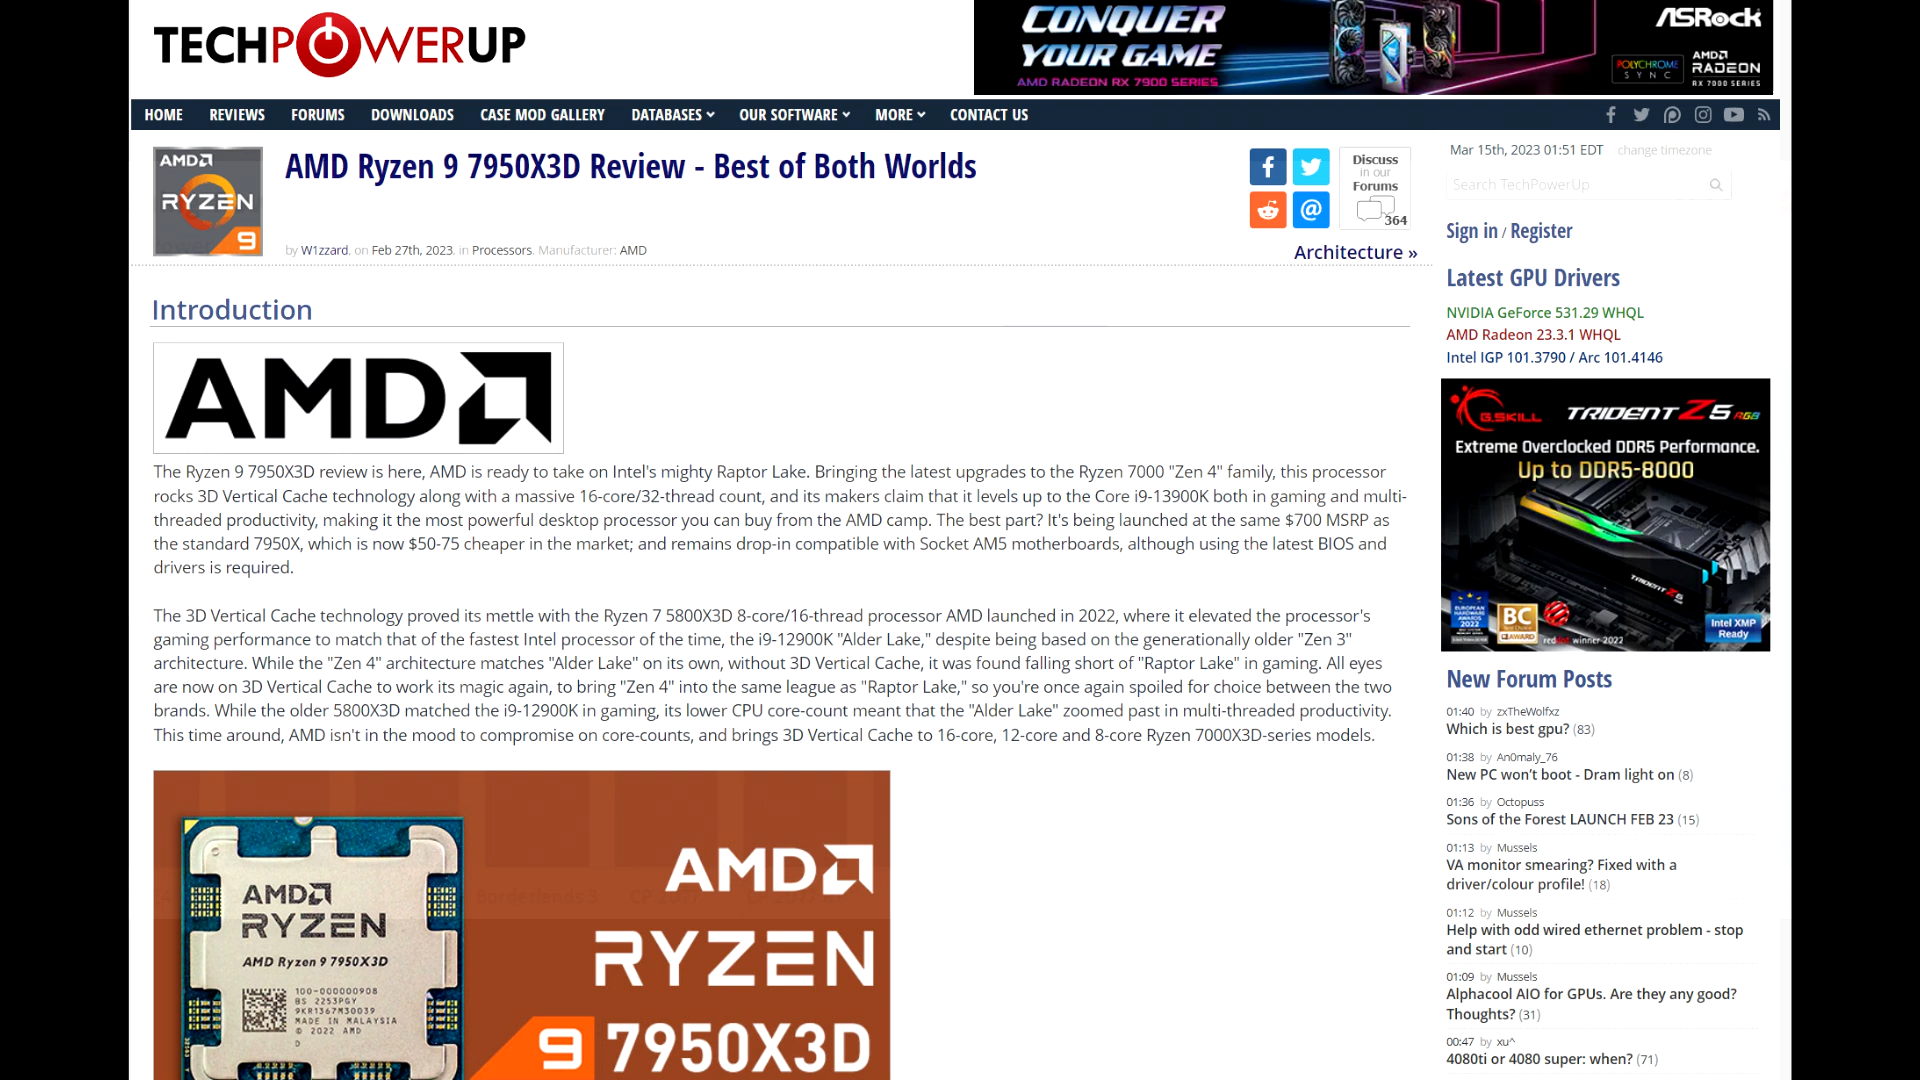 TECHPOWERUP
CONQUER
YOUR GAME
AMD RADEON RX 7900 SERIES
ASRock
POLYCHROME
SYNC
AMD
RADEON
RX 7000 SERIES
HOME REVIEWS FORUMS DOWNLOADS CASE MOD GALLERY DATABASES OUR SOFTWARE MORE CONTACT US
AMD
RYZEN
9
AMD Ryzen 9 7950X3D Review - Best of Both Worlds
by W1zzard, on Feb 27th, 2023, in Processors. Manufacturer: AMD
Discuss
in our
Forums
364
Architecture »
Mar 15th, 2023 01:51 EDT change timezone
Search TechPowerUp
Sign in / Register
Latest GPU Drivers
NVIDIA GeForce 531.29 WHQL
AMD Radeon 23.3.1 WHQL
Intel IGP 101.3790 / Arc 101.4146
Introduction
AMD
The Ryzen 9 7950X3D review is here, AMD is ready to take on Intel's mighty Raptor Lake. Bringing the latest upgrades to the Ryzen 7000 "Zen 4" family, this processor
rocks 3D Vertical Cache technology along with a massive 16-core/32-thread count, and its makers claim that it levels up to the Core i9-13900K both in gaming and multi-
threaded productivity, making it the most powerful desktop processor you can buy from the AMD camp. The best part? It's being launched at the same $700 MSRP as
the standard 7950X, which is now $50-75 cheaper in the market; and remains drop-in compatible with Socket AM5 motherboards, although using the latest BIOS and
drivers is required.
The 3D Vertical Cache technology proved its mettle with the Ryzen 7 5800X3D 8-core/16-thread processor AMD launched in 2022, where it elevated the processor's
gaming performance to match that of the fastest Intel processor of the time, the i9-12900K "Alder Lake," despite being based on the generationally older "Zen 3"
architecture. While the "Zen 4" architecture matches "Alder Lake" on its own, without 3D Vertical Cache, it was found falling short of "Raptor Lake" in gaming. All eyes
are now on 3D Vertical Cache to work its magic again, to bring "Zen 4" into the same league as "Raptor Lake," so you're once again spoiled for choice between the two
brands. While the older 5800X3D matched the i9-12900K in gaming, its lower CPU core-count meant that the "Alder Lake" zoomed past in multi-threaded productivity.
This time around, AMD isn't in the mood to compromise on core-counts, and brings 3D Vertical Cache to 16-core, 12-core and 8-core Ryzen 7000X3D-series models.
AMD
RYZEN
AMD Ryzen 9 7950X3D
100-000000908
BS 2253PGY
9KR1367M30039
MADE IN MALAYSIA
© 2022 AMD
D
AMD
RYZEN
9 7950X3D
Borderlands 3
G.SKILL TRIDENT Z5 RGB
Extreme Overclocked DDR5 Performance.
Up to DDR5-8000
TRIDENT Z5
EUROPEAN
HARDWARE
AWARDS
2022
BC
AWARD
reddot winner 2022
Intel XMP
Ready
New Forum Posts
01:40 by zxTheWolfxz
Which is best gpu? (83)
01:38 by An0maly_76
New PC won't boot - Dram light on (8)
01:36 by Octopuss
Sons of the Forest LAUNCH FEB 23 (15)
01:13 by Mussels
VA monitor smearing? Fixed with a
driver/colour profile! (18)
01:12 by Mussels
Help with odd wired ethernet problem - stop
and start (10)
01:09 by Mussels
Alphacool AIO for GPUs. Are they any good?
Thoughts? (31)
00:47 by xu^
4080ti or 4080 super: when? (71)